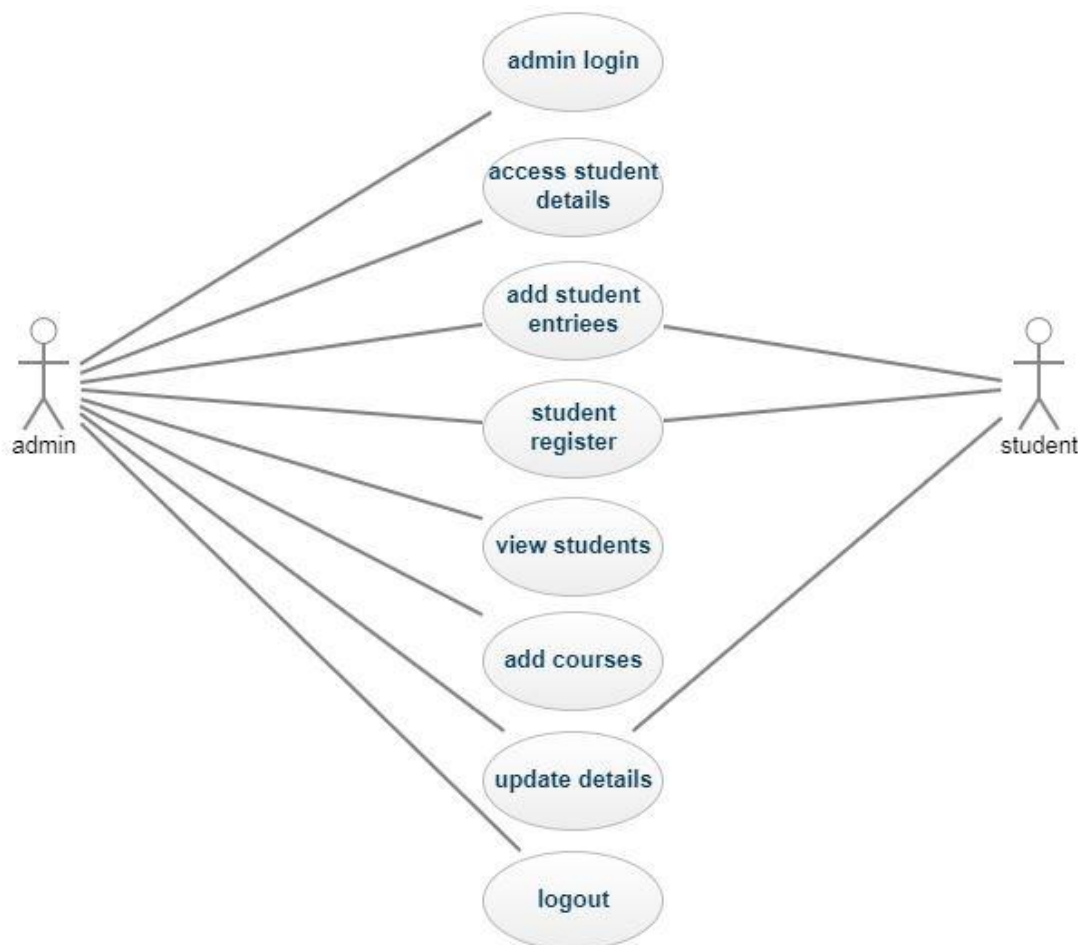 admin login
access student
details
add student
entriees
student
register
admin
student
view students
add courses
update details
logout